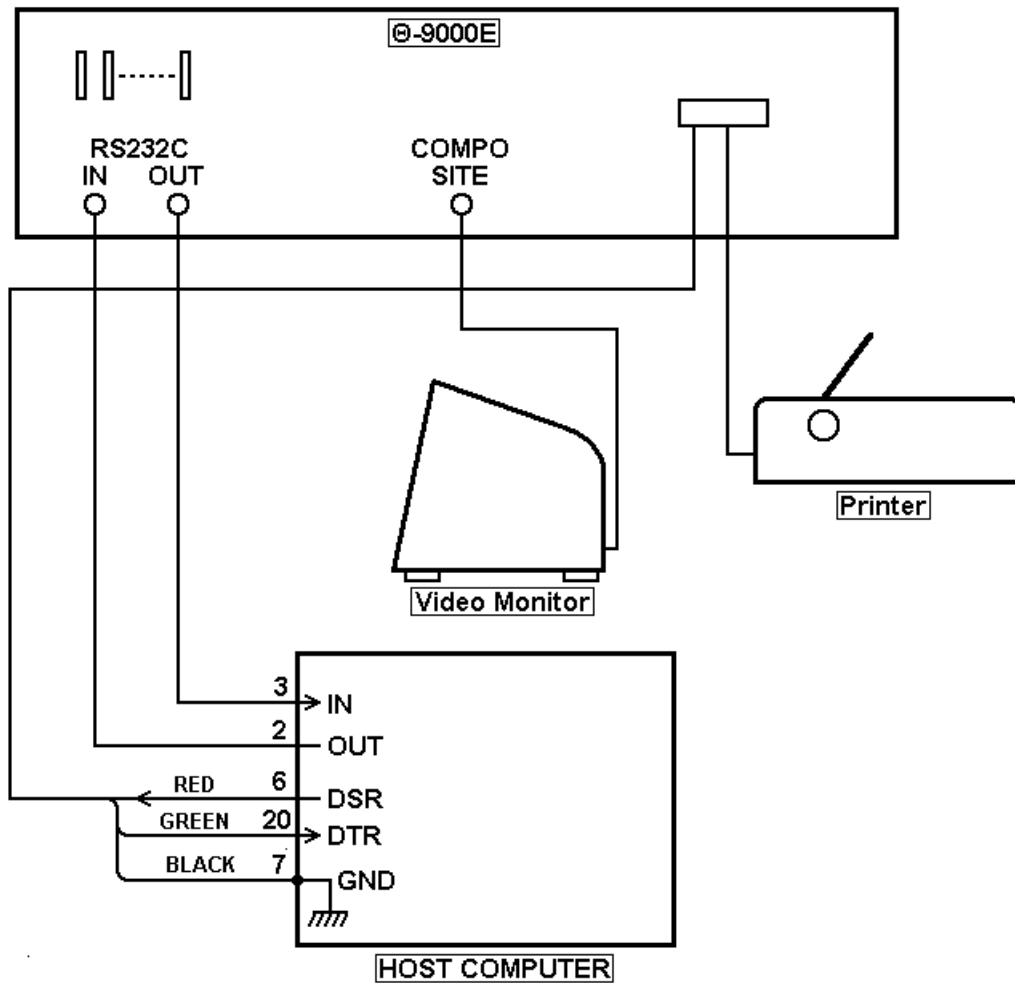 Θ-9000E
RS232C
IN OUT
COMPO
SITE
Printer
Video Monitor
3 IN
2 OUT
RED 6 DSR
GREEN 20 DTR
BLACK 7 GND
HOST COMPUTER